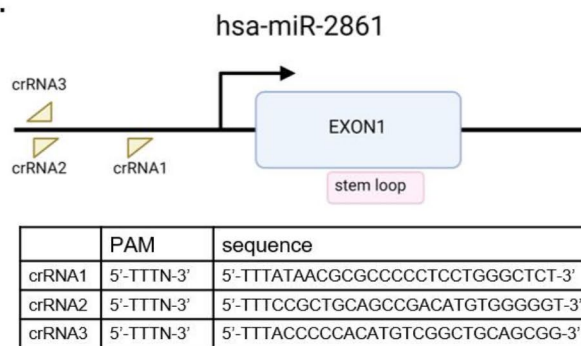 hsa-miR-2861
crRNA3
EXON1
crRNA2
crRNA1
stem loop
PAM sequence
crRNA1 5'-TTTN-3' 5'-TTTATAACGCGCCCCCTCCTGGGCTCT-3'
crRNA2 5'-TTTN-3' 5'-TTTCCGCTGCAGCCGACATGTGGGGGT-3'
crRNA3 5'-TTTN-3' 5'-TTTACCCCCACATGTCGGCTGCAGCGG-3'